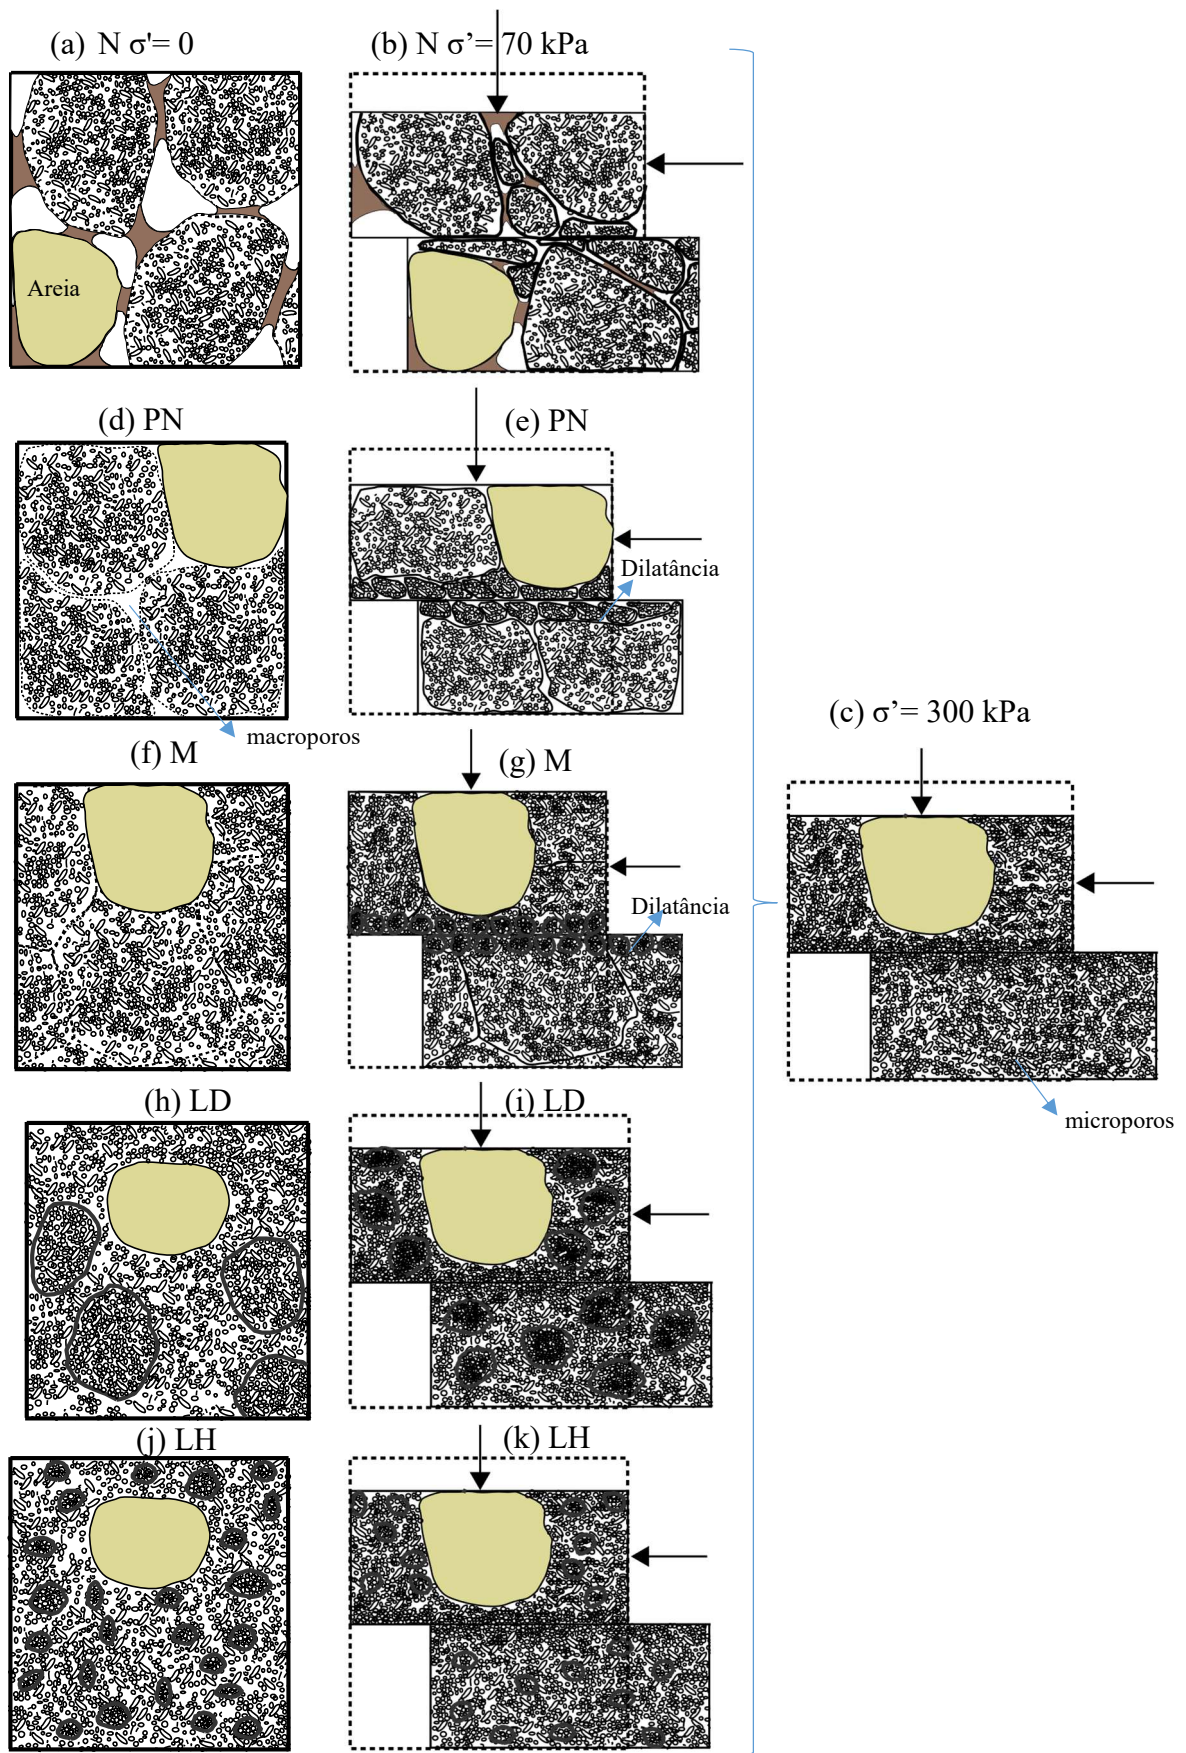 (a) N σ'= 0
(b) N σ’= 70 kPa
Areia
(d) PN
(e) PN
Dilatância
macroporos
(c) σ’= 300 kPa
(f) M
(g) M
Dilatância
microporos
(h) LD
(i) LD
(j) LH
(k) LH